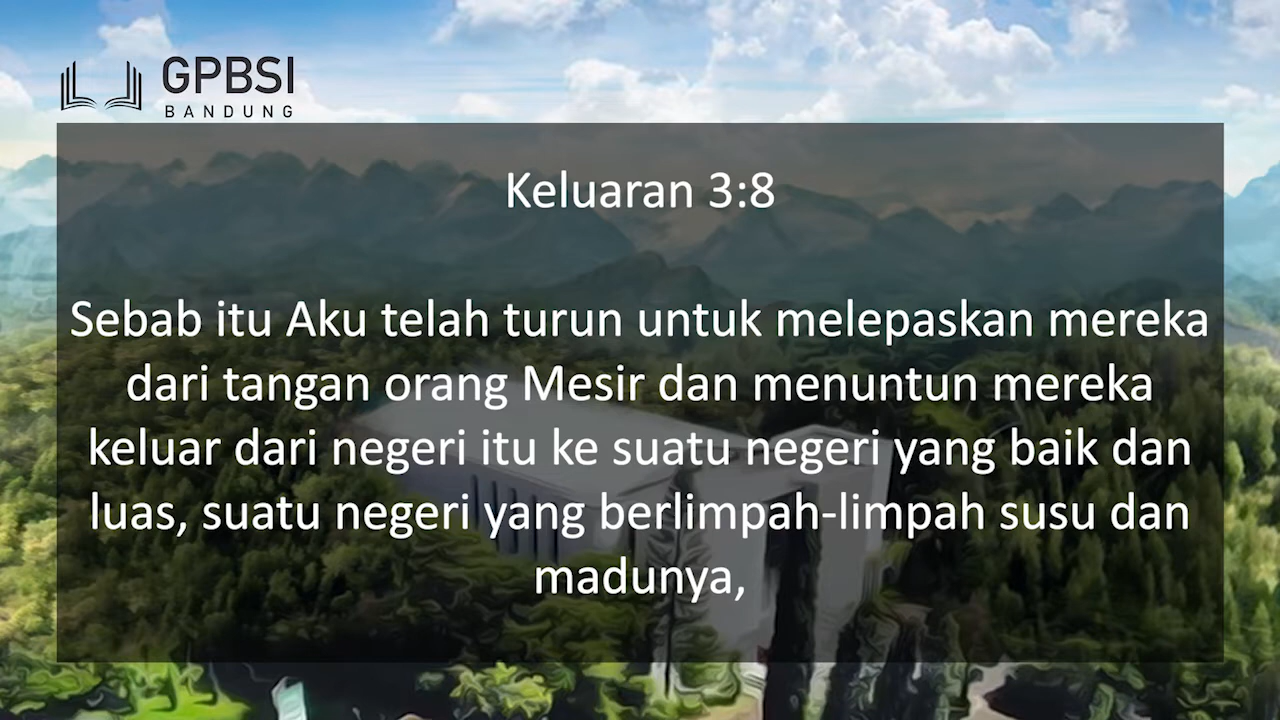 GPBSI
BANDUNG
Keluaran 3:8
Sebab itu Aku telah turun untuk melepaskan mereka
dari tangan orang Mesir dan menuntun mereka
keluar dari negeri itu ke suatu negeri yang baik dan
luas, suatu negeri yang berlimpah-limpah susu dan
madunya,